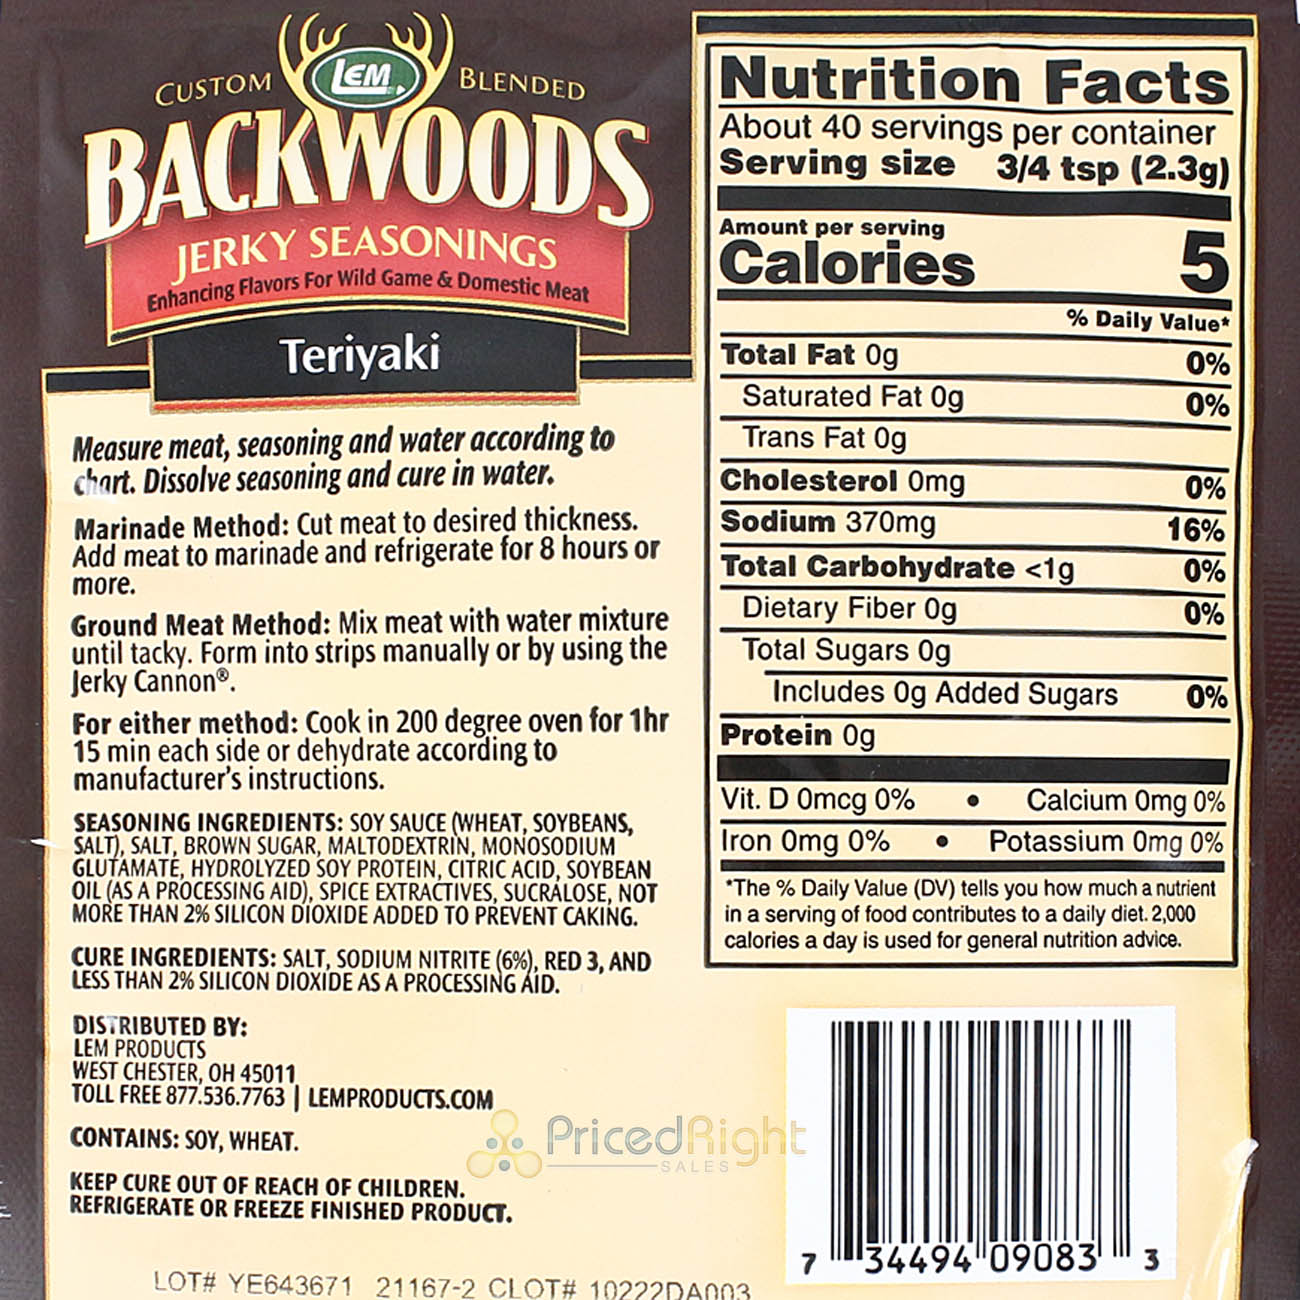 CUSTOM LEM BLENDED
BACKWOODS
JERKY SEASONINGS
Enhancing Flavors For Wild Game & Domestic Meat
Teriyaki
Measure meat, seasoning and water according to
chart. Dissolve seasoning and cure in water.
Marinade Method: Cut meat to desired thickness.
Add meat to marinade and refrigerate for 8 hours or
more.
Ground Meat Method: Mix meat with water mixture
until tacky. Form into strips manually or by using the
Jerky Cannon®.
For either method: Cook in 200 degree oven for 1hr
15 min each side or dehydrate according to
manufacturer's instructions.
SEASONING INGREDIENTS: SOY SAUCE (WHEAT, SOYBEANS,
SALT), SALT, BROWN SUGAR, MALTODEXTRIN, MONOSODIUM
GLUTAMATE, HYDROLYZED SOY PROTEIN, CITRIC ACID, SOYBEAN
OIL (AS A PROCESSING AID), SPICE EXTRACTIVES, SUCRALOSE, NOT
MORE THAN 2% SILICON DIOXIDE ADDED TO PREVENT CAKING.
CURE INGREDIENTS: SALT, SODIUM NITRITE (6%), RED 3, AND
LESS THAN 2% SILICON DIOXIDE AS A PROCESSING AID.
DISTRIBUTED BY:
LEM PRODUCTS
WEST CHESTER, OH 45011
TOLL FREE 877.536.7763 | LEMPRODUCTS.COM
CONTAINS: SOY, WHEAT.
KEEP CURE OUT OF REACH OF CHILDREN.
REFRIGERATE OR FREEZE FINISHED PRODUCT.
LOT# YE643671 21167-2 CLOT# 10222DA003
Nutrition Facts
About 40 servings per container
Serving size 3/4 tsp (2.3g)
Amount per serving
Calories 5
% Daily Value*
Total Fat 0g 0%
Saturated Fat 0g 0%
Trans Fat 0g
Cholesterol 0mg 0%
Sodium 370mg 16%
Total Carbohydrate <1g 0%
Dietary Fiber 0g 0%
Total Sugars 0g
Includes 0g Added Sugars 0%
Protein 0g
Vit. D 0mcg 0% • Calcium 0mg 0%
Iron 0mg 0% • Potassium 0mg 0%
*The % Daily Value (DV) tells you how much a nutrient
in a serving of food contributes to a daily diet. 2,000
calories a day is used for general nutrition advice.
PricedRight
SALES
7 34494 09083 3